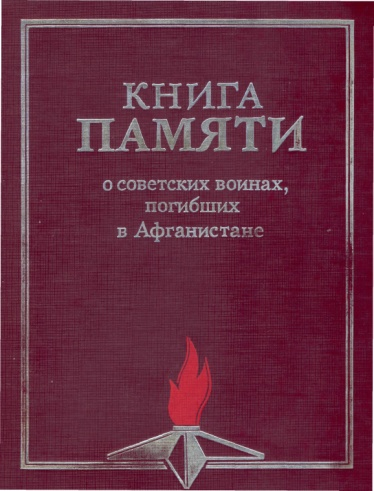 КНИГА
ПАМЯТИ
о советских воинах,
погибших
в Афганистане